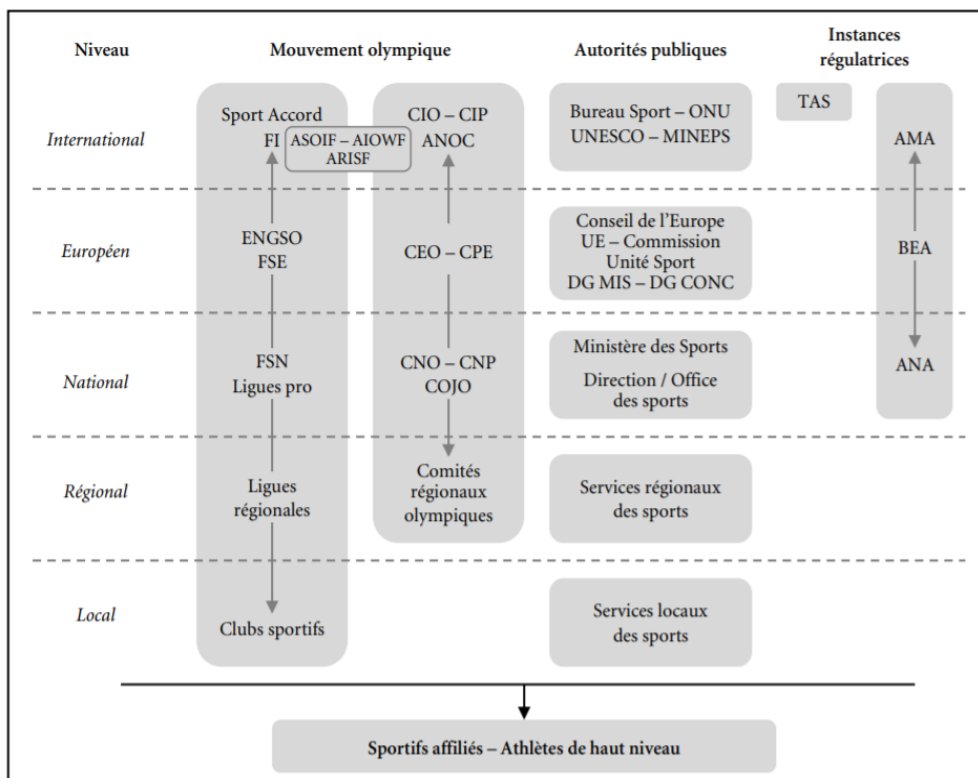 Niveau
Mouvement olympique
Autorités publiques
Instances
régulatrices
International
Sport Accord
FI
ASOIF – AIOWF
ARISF
CIO – CIP
ANOC
Bureau Sport – ONU
UNESCO – MINEPS
TAS
AMA
Européen
ENGSO
FSE
CEO – CPE
Conseil de l'Europe
UE – Commission
Unité Sport
DG MIS – DG CONC
BEA
National
FSN
Ligues pro
CNO – CNP
COJO
Ministère des Sports
Direction / Office
des sports
ANA
Régional
Ligues
régionales
Comités
régionaux
olympiques
Services régionaux
des sports
Local
Clubs sportifs
Services locaux
des sports
Sportifs affiliés – Athlètes de haut niveau